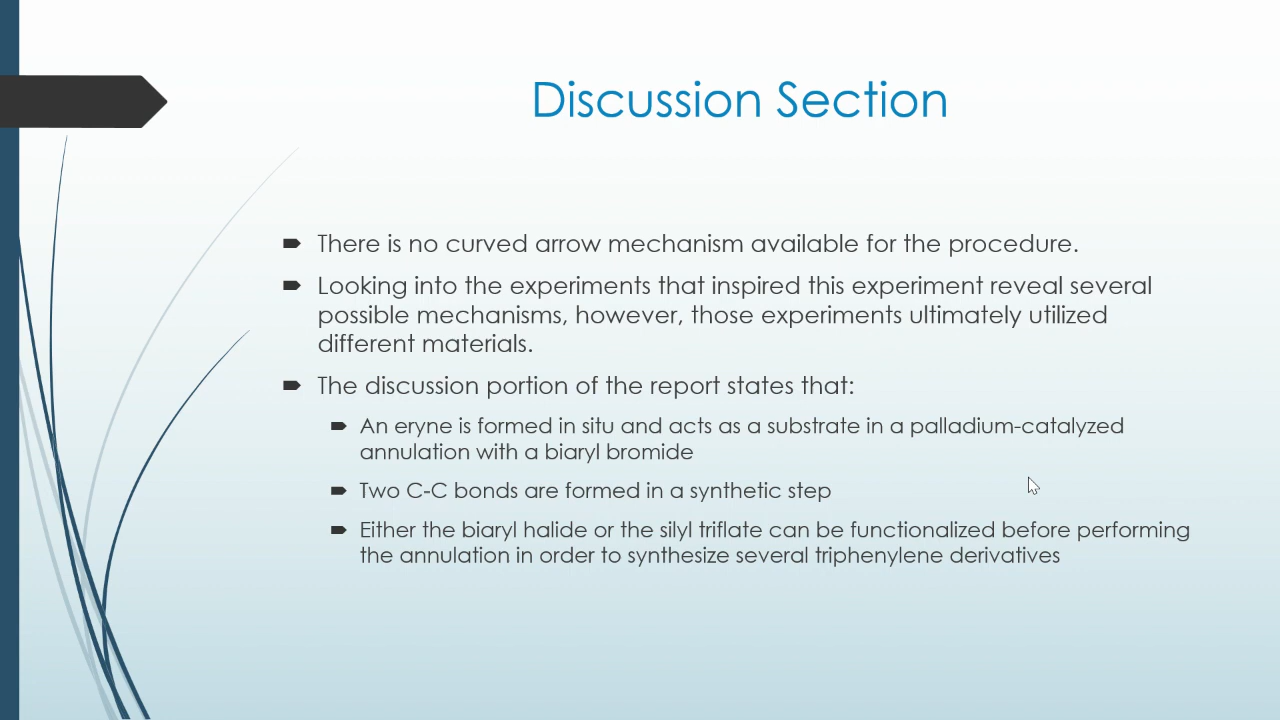 Discussion Section
There is no curved arrow mechanism available for the procedure.
Looking into the experiments that inspired this experiment reveal several
possible mechanisms, however, those experiments ultimately utilized
different materials.
The discussion portion of the report states that:
An eryne is formed in situ and acts as a substrate in a palladium-catalyzed
annulation with a biaryl bromide
Two C-C bonds are formed in a synthetic step
Either the biaryl halide or the silyl triflate can be functionalized before performing
the annulation in order to synthesize several triphenylene derivatives